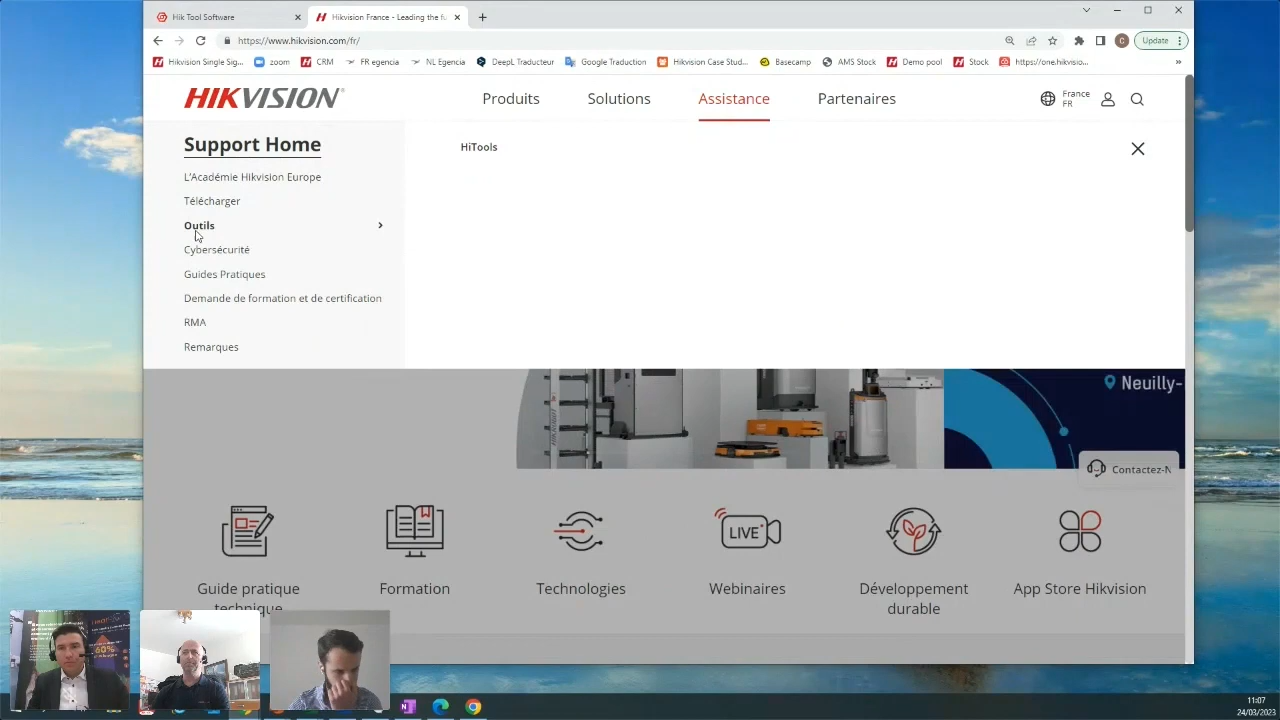 Hik Tool Software
Hikvision France - Leading the fu
https://www.hikvision.com/fr/
Update
Hikvision Single Sig...
zoom
CRM
FR egencia
NL Egencia
DeepL Traducteur
Google Traduction
Hikvision Case Stud...
Basecamp
AMS Stock
Demo pool
Stock
https://one.hikvisio...
HIKVISION
Produits
Solutions
Assistance
Partenaires
France
FR
Support Home
HiTools
L'Académie Hikvision Europe
Télécharger
Outils
Cybersécurité
Guides Pratiques
Demande de formation et de certification
RMA
Remarques
Neuilly-
Contactez-N
LIVE
Guide pratique
technique
Formation
Technologies
Webinaires
Développement
durable
App Store Hikvision
60%
11:07
24/03/2023